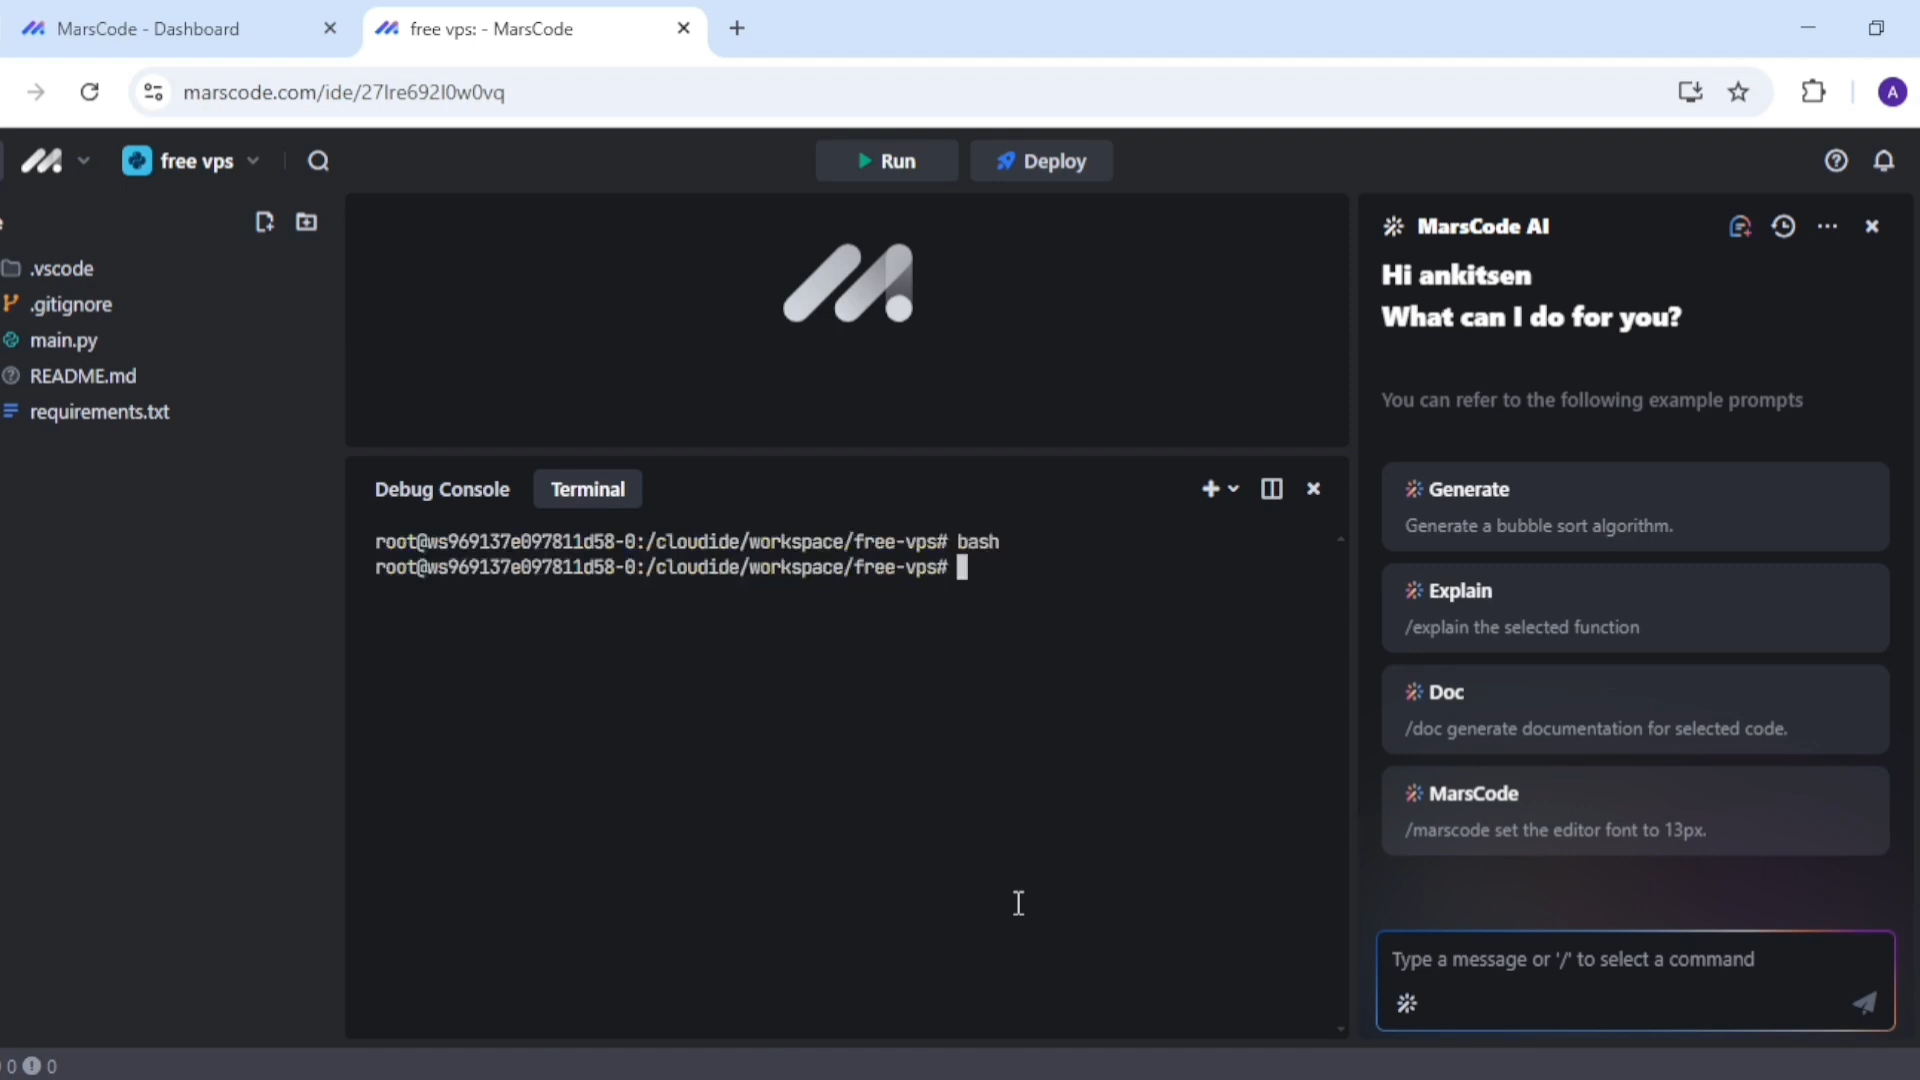 MarsCode - Dashboard
free vps: - MarsCode
marscode.com/ide/27lre692l0w0vq
A
free vps
Run
Deploy
.vscode
.gitignore
main.py
README.md
requirements.txt
Debug Console
Terminal
root@ws969137e097811d58-0:/cloudide/workspace/free-vps# bash
root@ws969137e097811d58-0:/cloudide/workspace/free-vps#
MarsCode AI
Hi ankitsen
What can I do for you?
You can refer to the following example prompts
Generate
Generate a bubble sort algorithm.
Explain
/explain the selected function
Doc
/doc generate documentation for selected code.
MarsCode
/marscode set the editor font to 13px.
Type a message or '/' to select a command
0 0